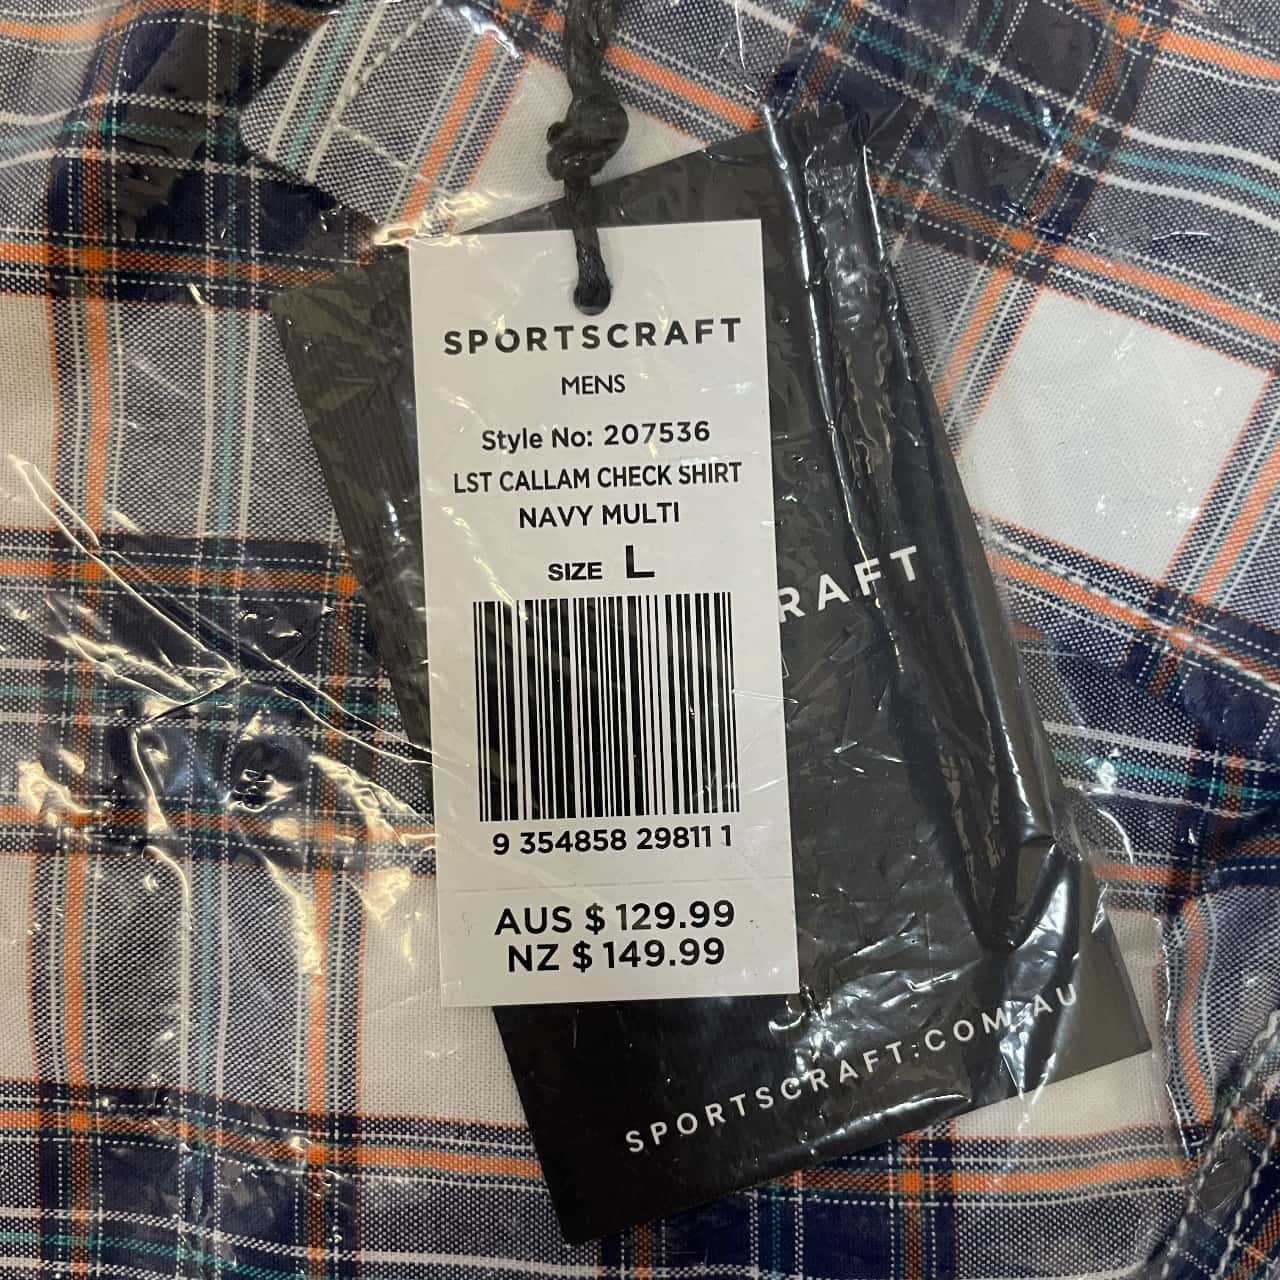 SPORTSCRAFT
MENS
Style No: 207536
LST CALLAM CHECK SHIRT
NAVY MULTI
SIZE L
9 354858 29811 1
AUS $ 129.99
NZ $ 149.99
RAFT
SPORTSCRAFT.COM.AU